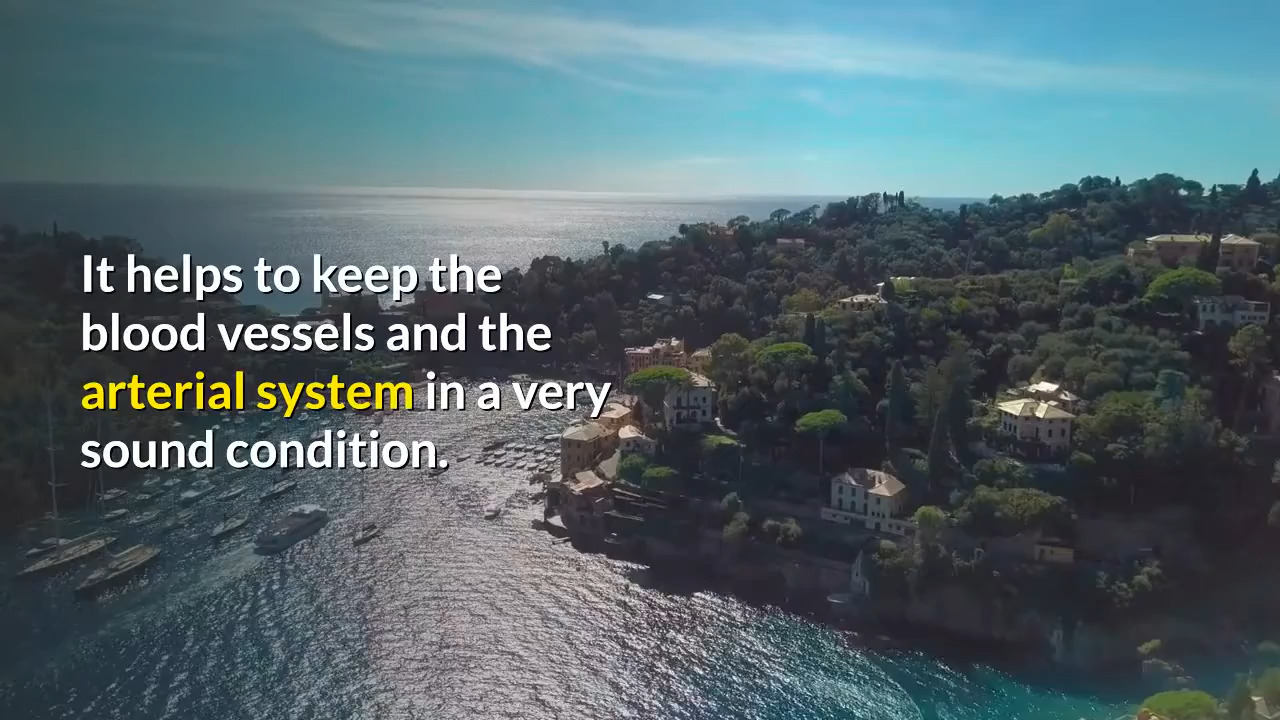 It helps to keep the
blood vessels and the
arterial system in a very
sound condition.